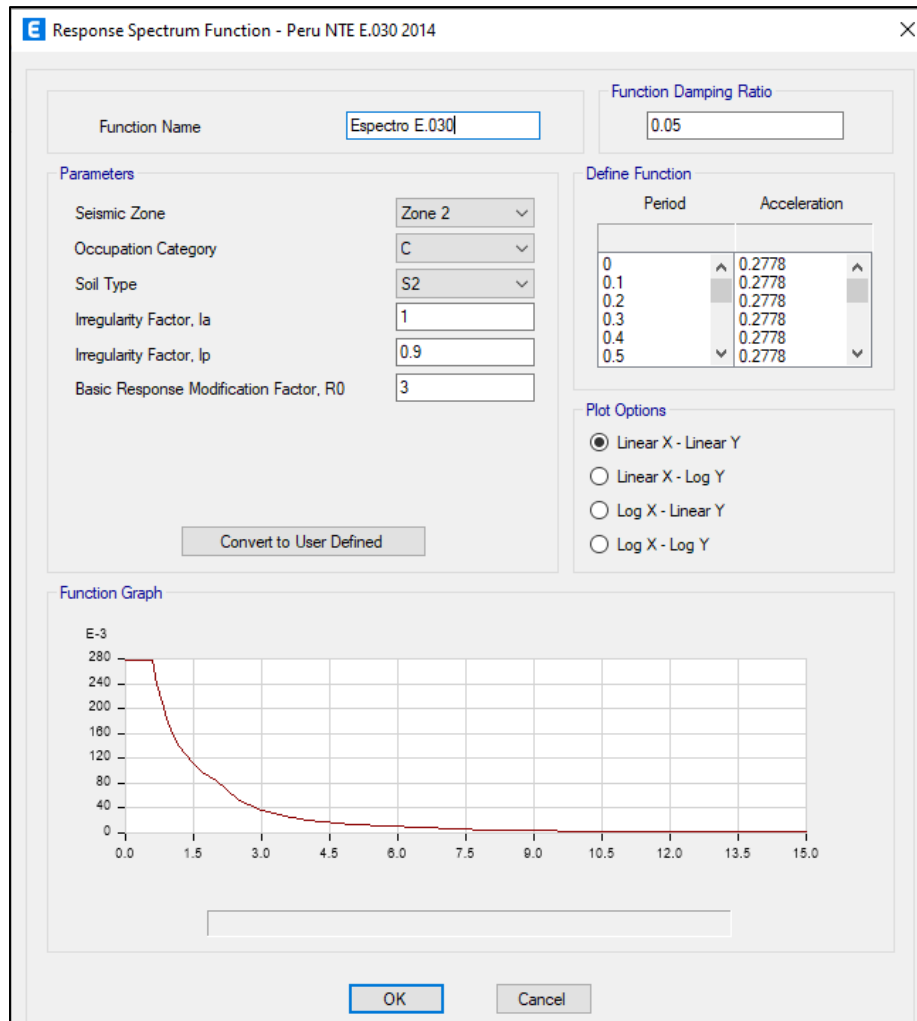 E Response Spectrum Function - Peru NTE E.030 2014
Function Name
Espectro E.030
Function Damping Ratio
0.05
Parameters
Seismic Zone Zone 2
Occupation Category C
Soil Type S2
Irregularity Factor, Ia 1
Irregularity Factor, Ip 0.9
Basic Response Modification Factor, R0 3
Convert to User Defined
Define Function
Period Acceleration
0 0.2778
0.1 0.2778
0.2 0.2778
0.3 0.2778
0.4 0.2778
0.5 0.2778
Plot Options
Linear X - Linear Y
Linear X - Log Y
Log X - Linear Y
Log X - Log Y
Function Graph
E-3
280
240
200
160
120
80
40
0
0.0 1.5 3.0 4.5 6.0 7.5 9.0 10.5 12.0 13.5 15.0
OK Cancel